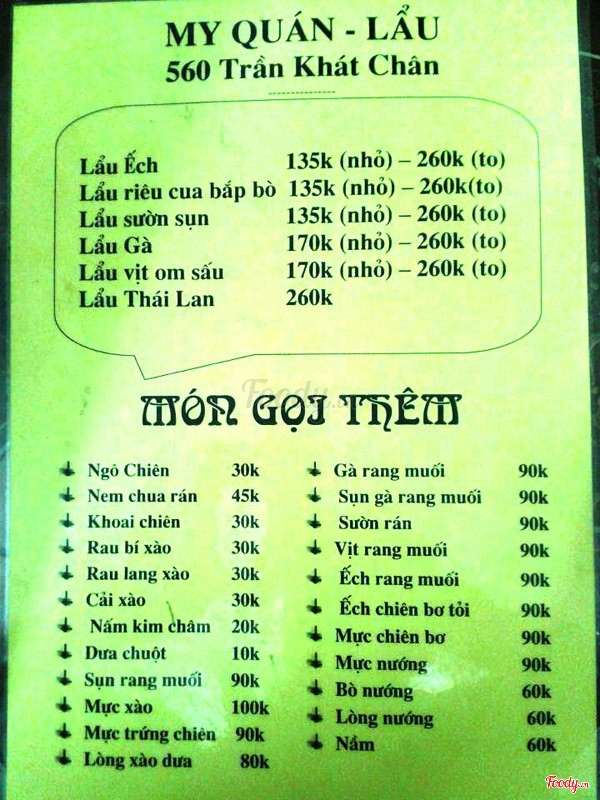 MY QUÁN - LẨU
560 Trần Khát Chân
Lẩu Ếch 135k (nhỏ) – 260k (to)
Lẩu riêu cua bắp bò 135k (nhỏ) – 260k(to)
Lẩu sườn sụn 135k (nhỏ) – 260k (to)
Lẩu Gà 170k (nhỏ) – 260k (to)
Lẩu vịt om sấu 170k (nhỏ) – 260k (to)
Lẩu Thái Lan 260k
Foody.vn
MÓN GỌI THÊM
Ngô Chiên 30k
Nem chua rán 45k
Khoai chiên 30k
Rau bí xào 30k
Rau lang xào 30k
Cải xào 30k
Nấm kim châm 20k
Dưa chuột 10k
Sụn rang muối 90k
Mực xào 100k
Mực trứng chiên 90k
Lòng xào dưa 80k
Gà rang muối 90k
Sụn gà rang muối 90k
Sườn rán 90k
Vịt rang muối 90k
Ếch rang muối 90k
Ếch chiên bơ tỏi 90k
Mực chiên bơ 90k
Mực nướng 90k
Bò nướng 60k
Lòng nướng 60k
Nầm 60k
Foody.vn